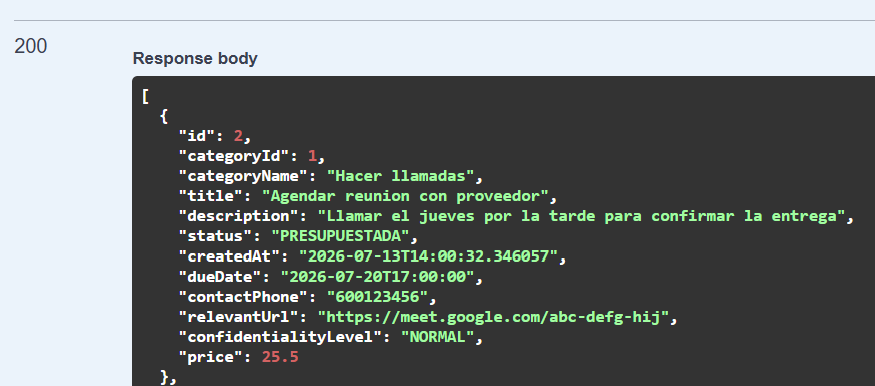 200
Response body
[
  {
    "id": 2,
    "categoryId": 1,
    "categoryName": "Hacer llamadas",
    "title": "Agendar reunion con proveedor",
    "description": "Llamar el jueves por la tarde para confirmar la entrega",
    "status": "PRESUPUESTADA",
    "createdAt": "2026-07-13T14:00:32.346057",
    "dueDate": "2026-07-20T17:00:00",
    "contactPhone": "600123456",
    "relevantUrl": "https://meet.google.com/abc-defg-hij",
    "confidentialityLevel": "NORMAL",
    "price": 25.5
  },